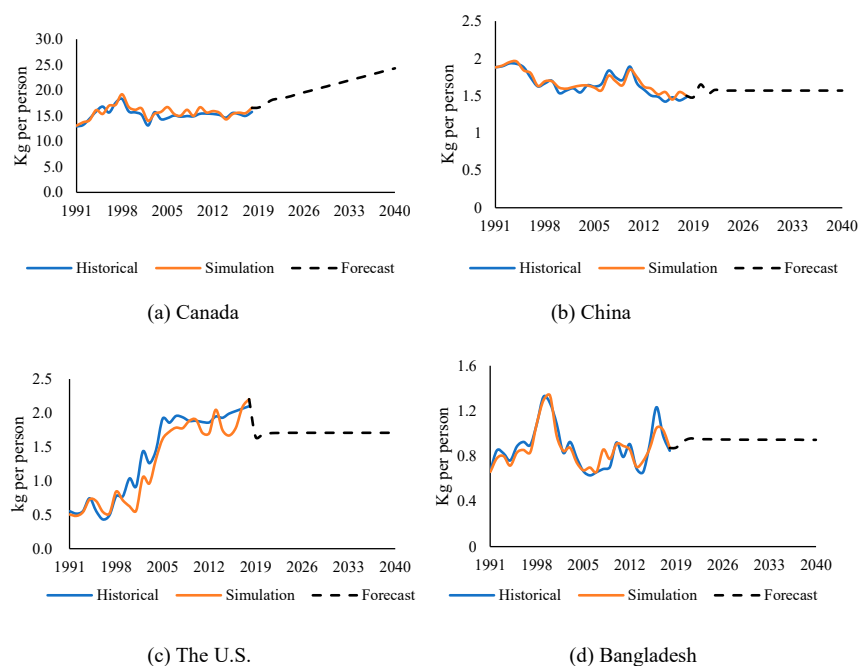 30.0
25.0
20.0
15.0
10.0
5.0
0.0
Kg per person
1991 1998 2005 2012 2019 2026 2033 2040
Historical Simulation Forecast
(a) Canada
2.5
2
1.5
1
0.5
0
Kg per person
1991 1998 2005 2012 2019 2026 2033 2040
Historical Simulation Forecast
(b) China
2.5
2.0
1.5
1.0
0.5
0.0
kg per person
1991 1998 2005 2012 2019 2026 2033 2040
Historical Simulation Forecast
(c) The U.S.
1.6
1.2
0.8
0.4
0
Kg per person
1991 1998 2005 2012 2019 2026 2033 2040
Historical Simulation Forecast
(d) Bangladesh